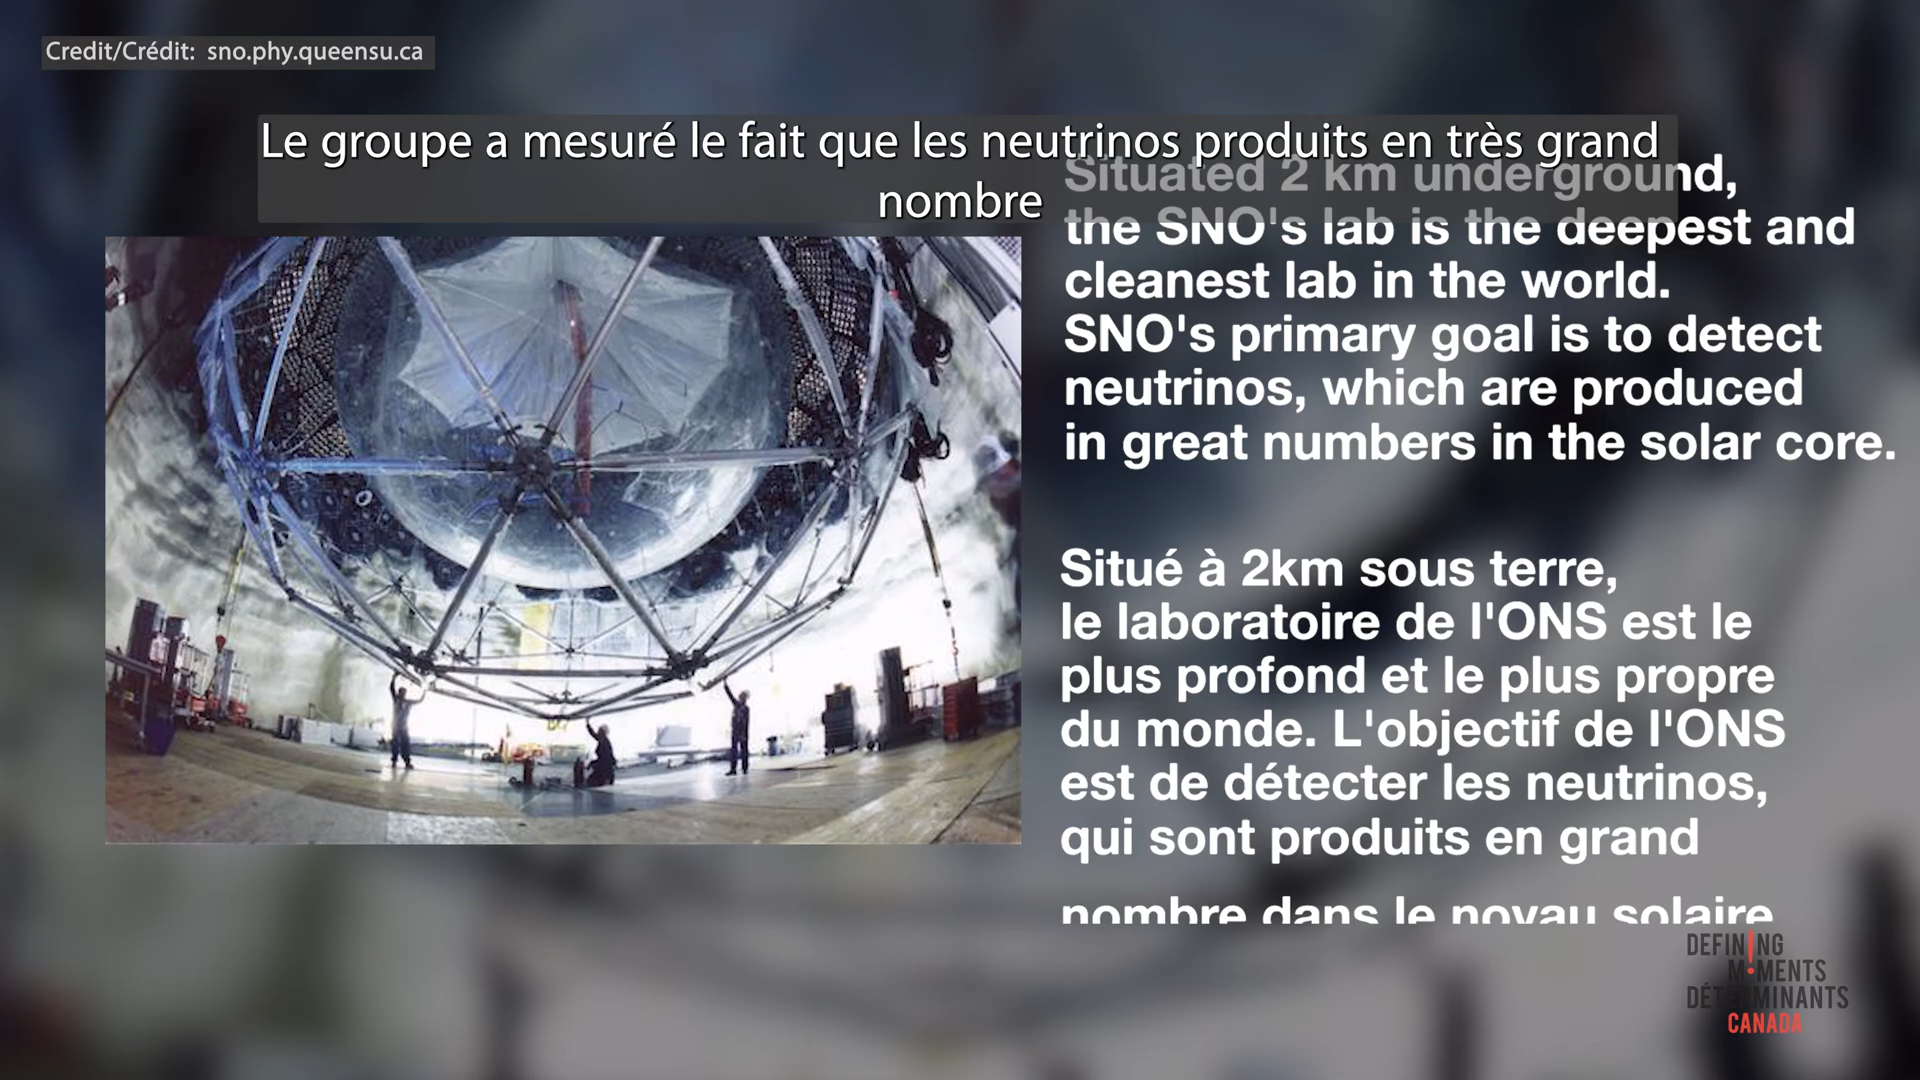 Credit/Crédit: sno.phy.queensu.ca
Le groupe a mesuré le fait que les neutrinos produits en très grand
nombre
Situated 2 km underground,
the SNO's lab is the deepest and
cleanest lab in the world.
SNO's primary goal is to detect
neutrinos, which are produced
in great numbers in the solar core.
Situé à 2km sous terre,
le laboratoire de l'ONS est le
plus profond et le plus propre
du monde. L'objectif de l'ONS
est de détecter les neutrinos,
qui sont produits en grand
nombre dans le noyau solaire
DEFIN!NG
MOMENTS
DÉTERMINANTS
CANADA